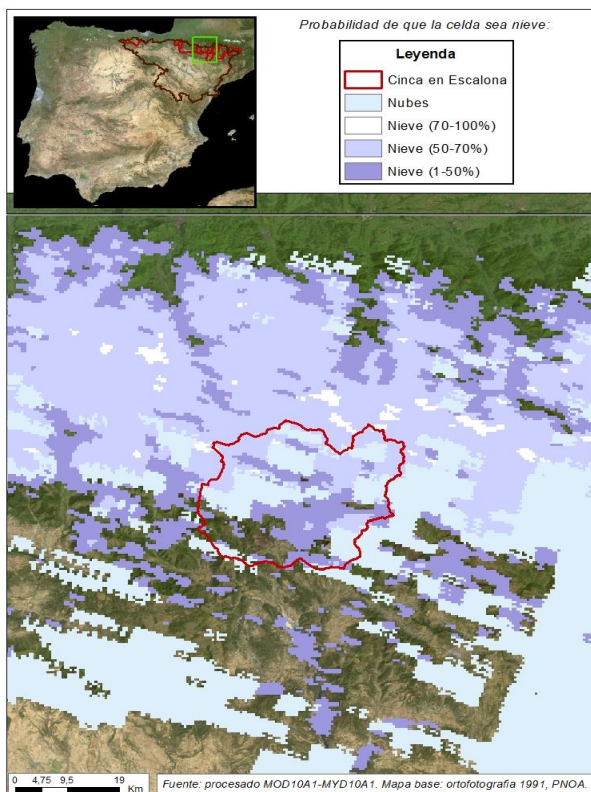 Probabilidad de que la celda sea nieve:
Leyenda
Cinca en Escalona
Nubes
Nieve (70-100%)
Nieve (50-70%)
Nieve (1-50%)
0 4,75 9,5 19
Km
Fuente: procesado MOD10A1-MYD10A1. Mapa base: ortofotografía 1991, PNOA.